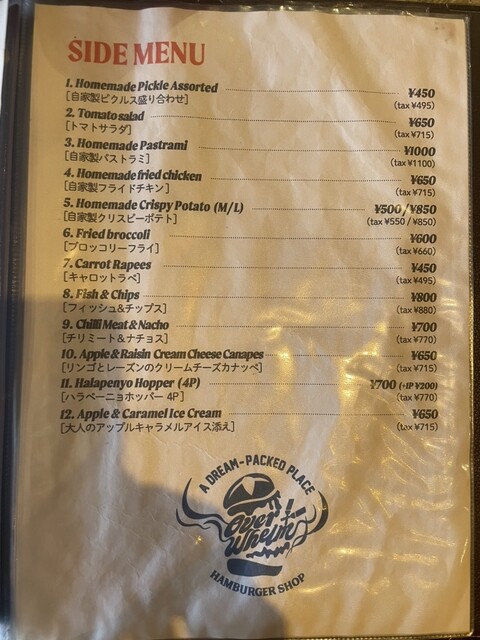 SIDE MENU
1. Homemade Pickle Assorted ¥450
[自家製ピクルス盛り合わせ] (tax ¥495)
2. Tomato salad ¥650
[トマトサラダ] (tax ¥715)
3. Homemade Pastrami ¥1000
[自家製パストラミ] (tax ¥1100)
4. Homemade fried chicken ¥650
[自家製フライドチキン] (tax ¥715)
5. Homemade Crispy Potato (M/L) ¥500/¥850
[自家製クリスピーポテト] (tax ¥550/¥850)
6. Fried broccoli ¥600
[ブロッコリーフライ] (tax ¥660)
7. Carrot Rapees ¥450
[キャロットラペ] (tax ¥495)
8. Fish & Chips ¥800
[フィッシュ&チップス] (tax ¥880)
9. Chilli Meat & Nacho ¥700
[チリミート&ナチョス] (tax ¥770)
10. Apple & Raisin Cream Cheese Canapes ¥650
[リンゴとレーズンのクリームチーズカナッペ] (tax ¥715)
11. Halapenyo Hopper (4P) ¥700 (+1P ¥200)
[ハラペーニョホッパー 4P] (tax ¥770)
12. Apple & Caramel Ice Cream ¥650
[大人のアップルキャラメルアイス添え] (tax ¥715)
A DREAM-PACKED PLACE
Over
Whelm
HAMBURGER SHOP